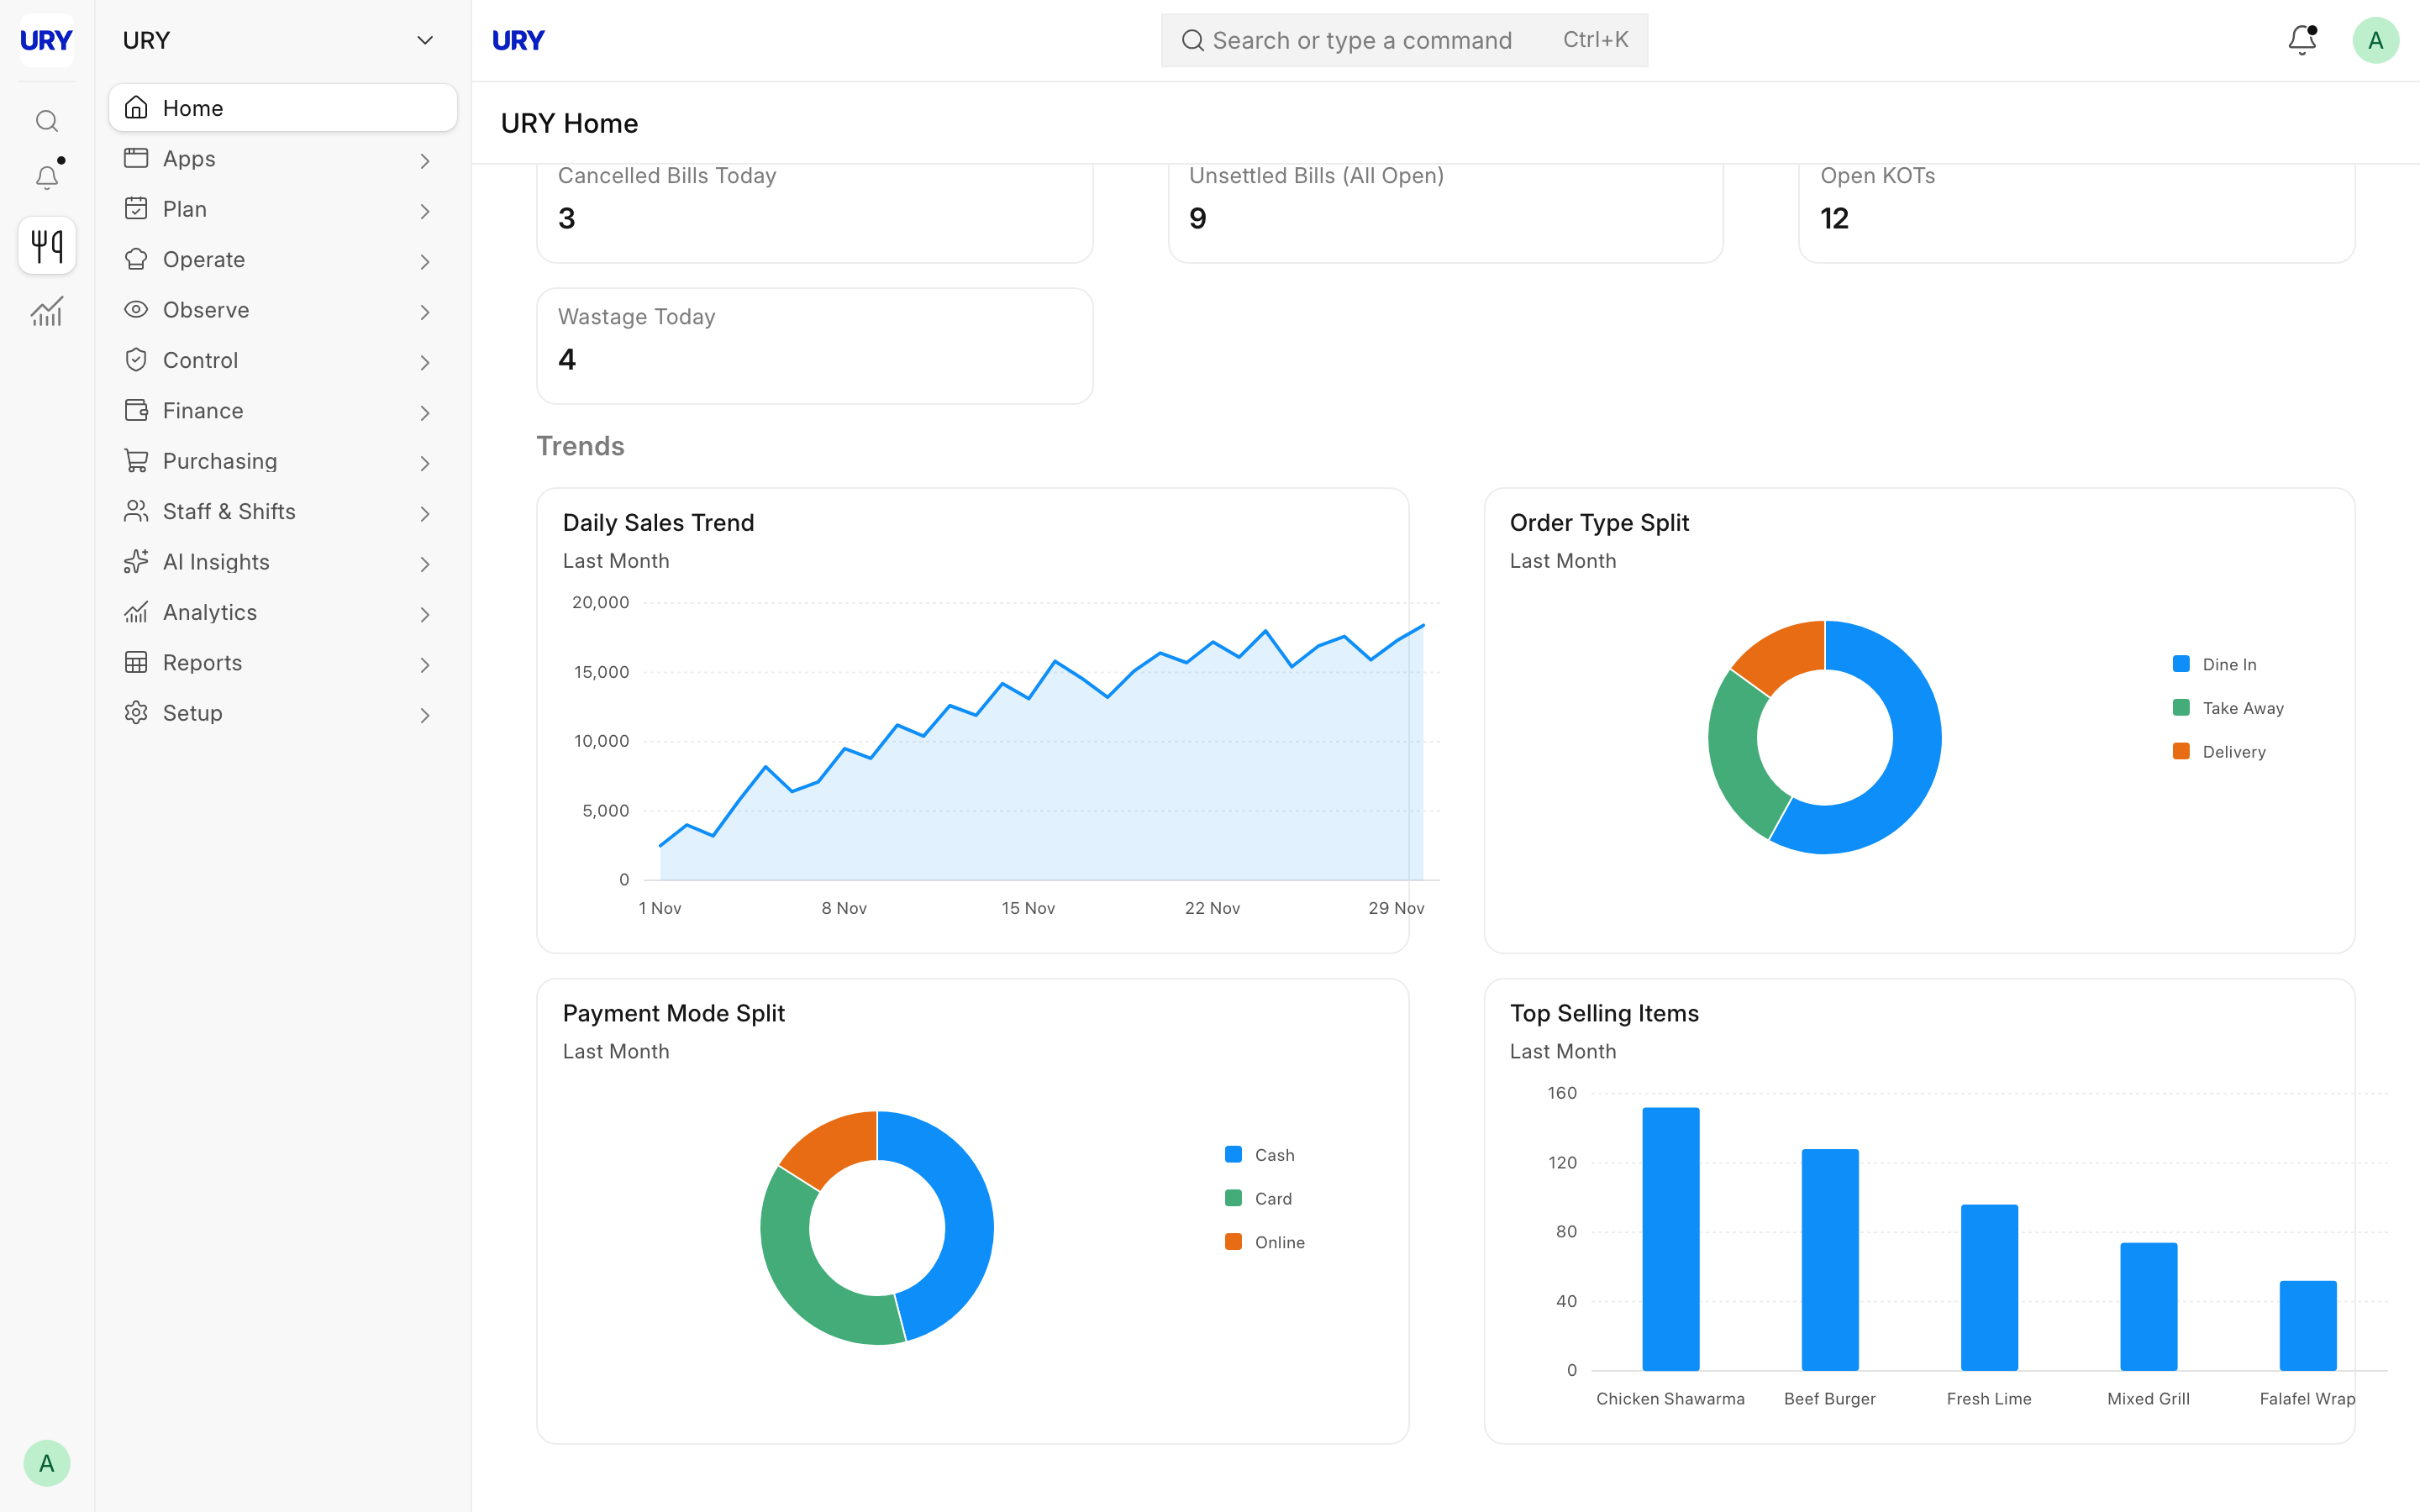 URY
URY
URY
Search or type a command
Ctrl+K
A
Home
Apps
Plan
Operate
Observe
Control
Finance
Purchasing
Staff & Shifts
AI Insights
Analytics
Reports
Setup
A
URY Home
Cancelled Bills Today
3
Unsettled Bills (All Open)
9
Open KOTs
12
Wastage Today
4
Trends
Daily Sales Trend
Last Month
20,000
15,000
10,000
5,000
0
1 Nov
8 Nov
15 Nov
22 Nov
29 Nov
Order Type Split
Last Month
Dine In
Take Away
Delivery
Payment Mode Split
Last Month
Cash
Card
Online
Top Selling Items
Last Month
160
120
80
40
0
Chicken Shawarma
Beef Burger
Fresh Lime
Mixed Grill
Falafel Wrap